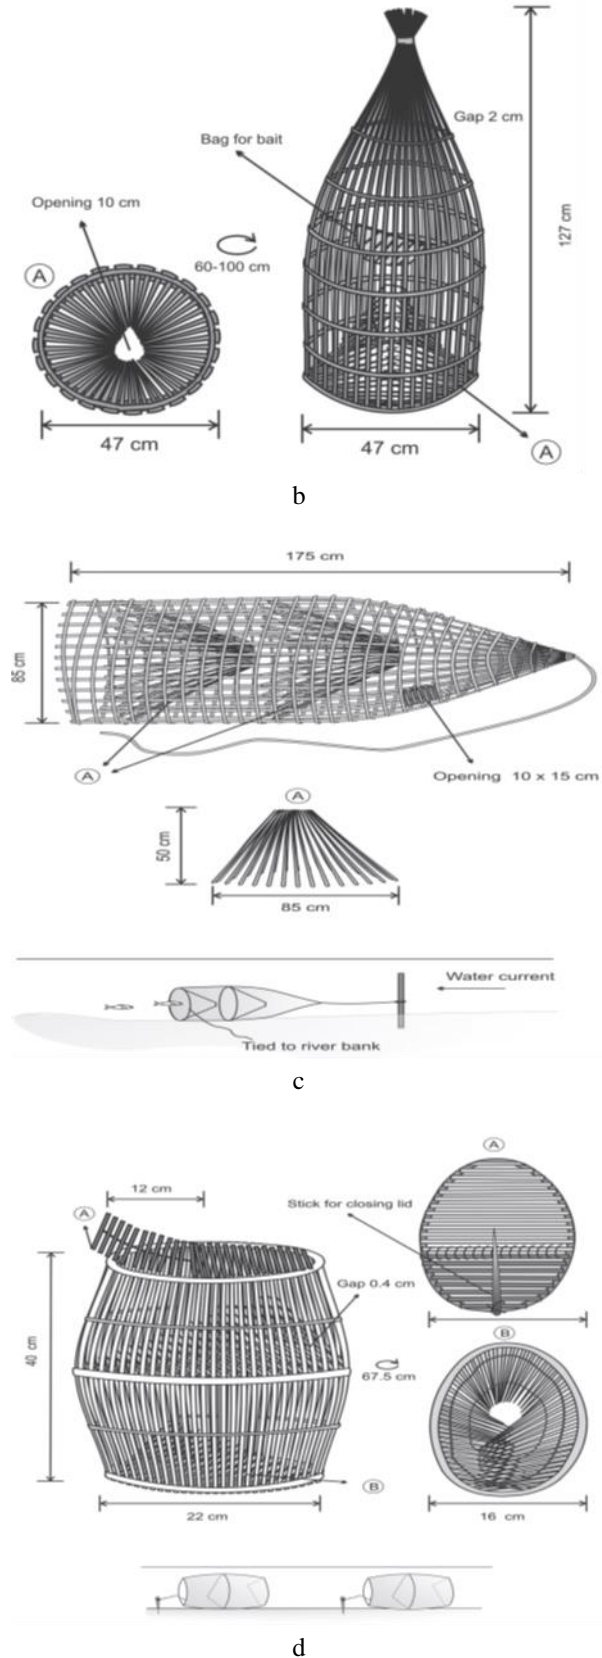 Gap 2 cm
Bag for bait
Opening 10 cm
A
60-100 cm
127 cm
47 cm
47 cm
A
b
175 cm
85 cm
A
Opening 10 x 15 cm
A
50 cm
85 cm
Water current
Tied to river bank
c
A
12 cm
Stick for closing lid
A
Gap 0.4 cm
B
40 cm
67.5 cm
B
22 cm
16 cm
d